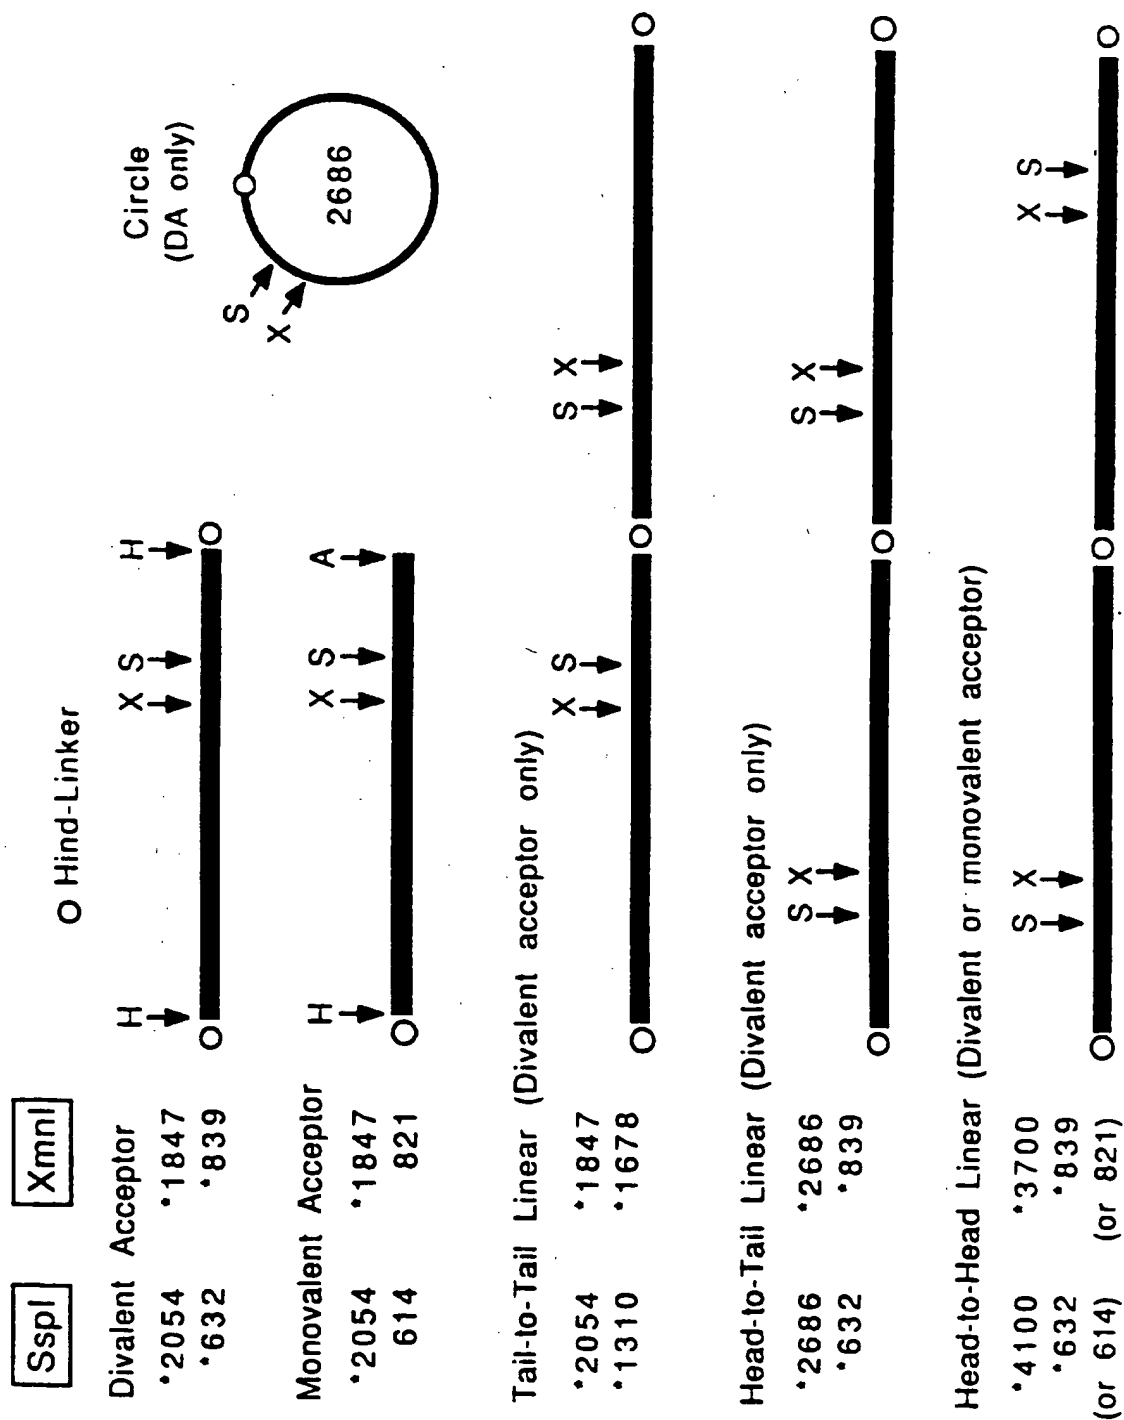 SspI XmnI
O Hind-Linker
Circle
(DA only)
S
X
2686
Divalent Acceptor
*2054 *1847
*632 *839
H X S H
Monovalent Acceptor
*2054 *1847
614 821
H X S A
Tail-to-Tail Linear (Divalent acceptor only)
*2054 *1847
*1310 *1678
X S S X
Head-to-Tail Linear (Divalent acceptor only)
*2686 *2686
*632 *839
S X S X
Head-to-Head Linear (Divalent or monovalent acceptor)
*4100 *3700
*632 *839
(or 614) (or 821)
S X X S